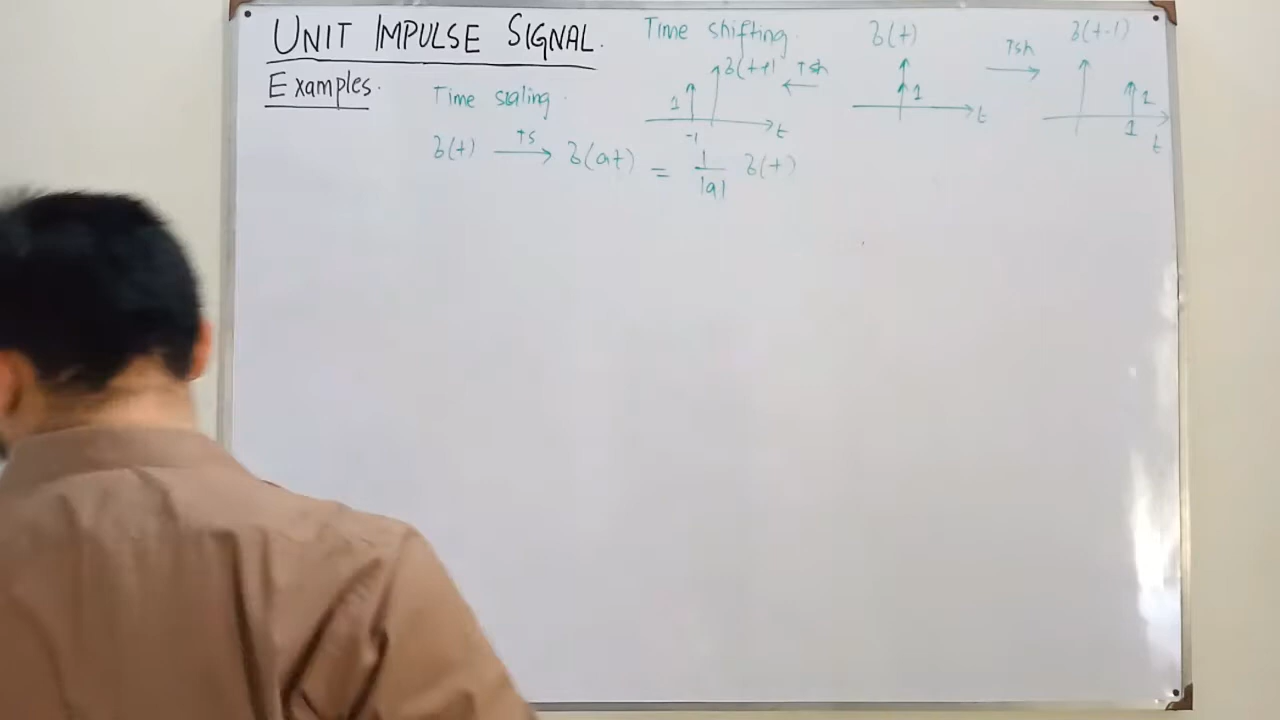 UNIT IMPULSE SIGNAL.
Examples.
Time scaling.
δ(t) TS→ δ(at) = 1/|a| δ(t)
Time shifting.
δ(t+1) ←Tsh δ(t) Tsh→ δ(t-1)
1 -1 t
1 t
1 1 t